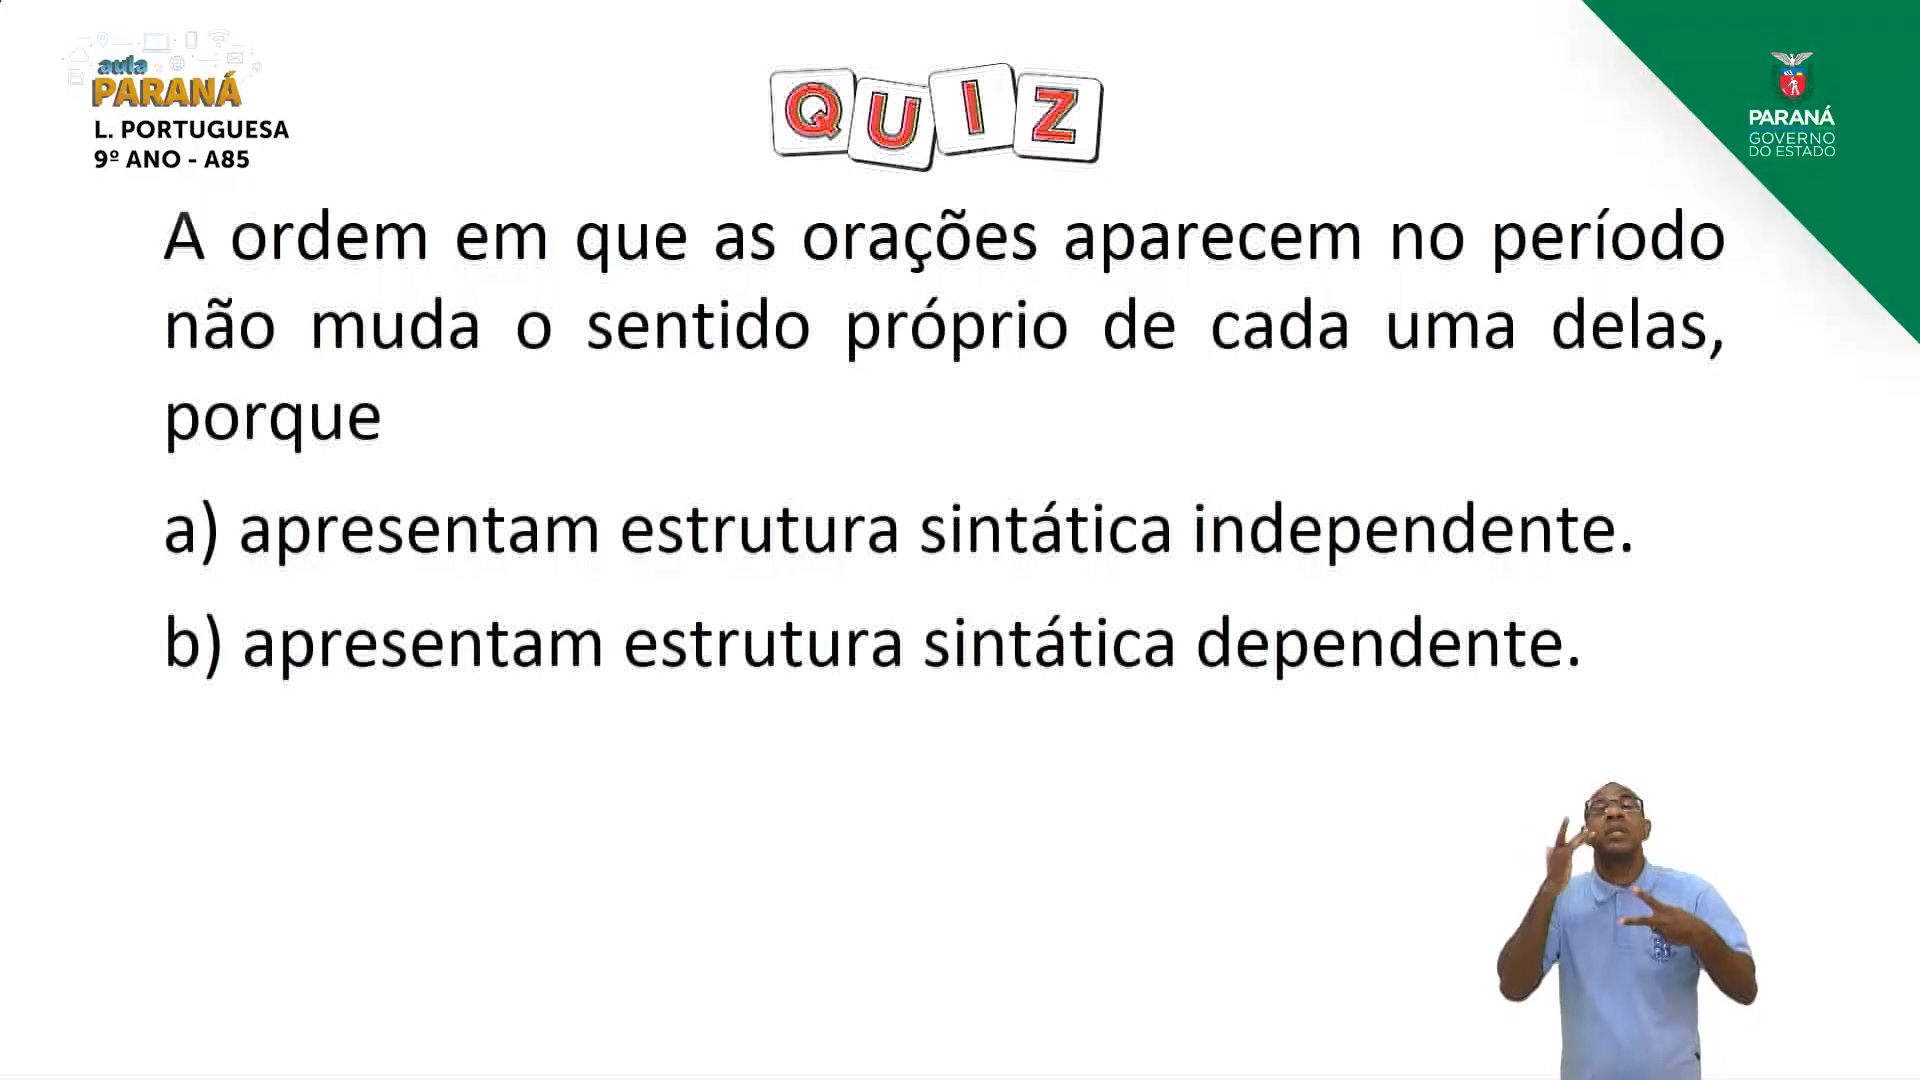 aula
PARANÁ
L. PORTUGUESA
9º ANO - A85
QUIZ
PARANÁ
GOVERNO
DO ESTADO
A ordem em que as orações aparecem no período
não muda o sentido próprio de cada uma delas,
porque
a) apresentam estrutura sintática independente.
b) apresentam estrutura sintática dependente.